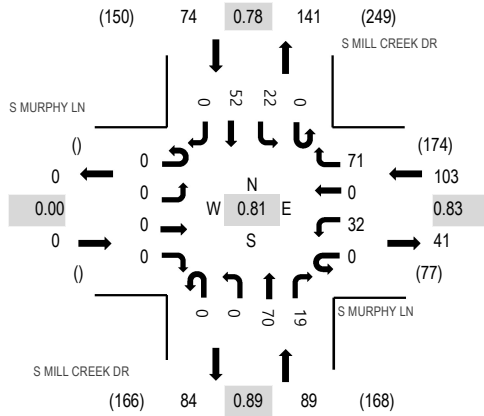 (150) 74 0.78 141 (249)
S MILL CREEK DR
S MURPHY LN
0 52 22 0
() 0 71 (174)
0 0 N 0 103
0.00 W 0.81 E 0.83
0 0 S 32 41
() 0 0 (77)
0 0 70 19
S MURPHY LN
S MILL CREEK DR
(166) 84 0.89 89 (168)